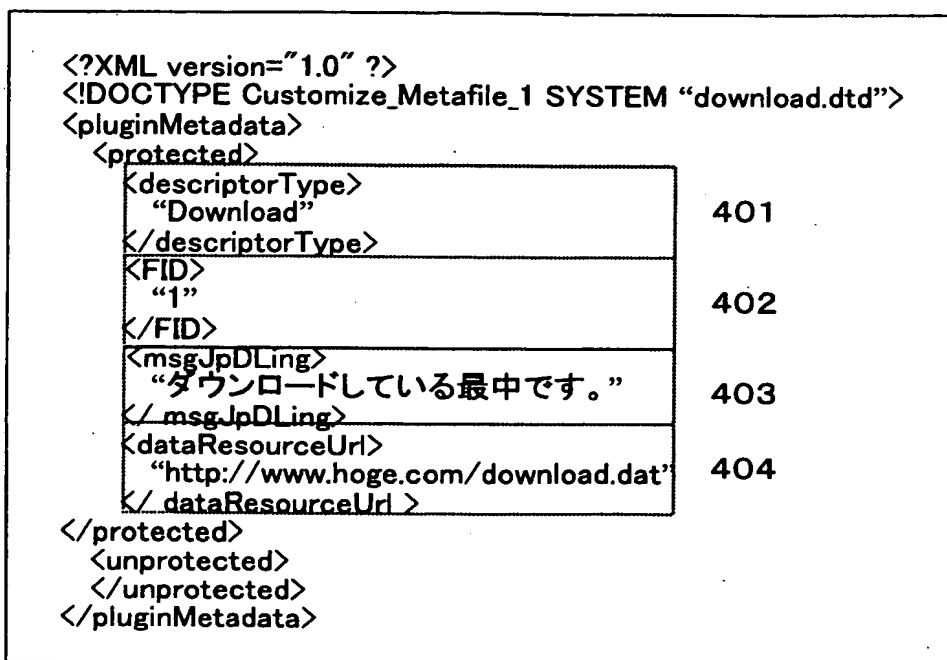 <?XML version="1.0" ?>
<!DOCTYPE Customize_Metafile_1 SYSTEM “download.dtd”>
<pluginMetadata>
<protected>
<descriptorType>
“Download”
</descriptorType>
401
<FID>
“1”
</FID>
402
<msgJpDLing>
“ダウンロードしている最中です。”
</ msgJpDLing>
403
<dataResourceUrl>
“http://www.hoge.com/download.dat”
</ dataResourceUrl >
404
</protected>
<unprotected>
</unprotected>
</pluginMetadata>